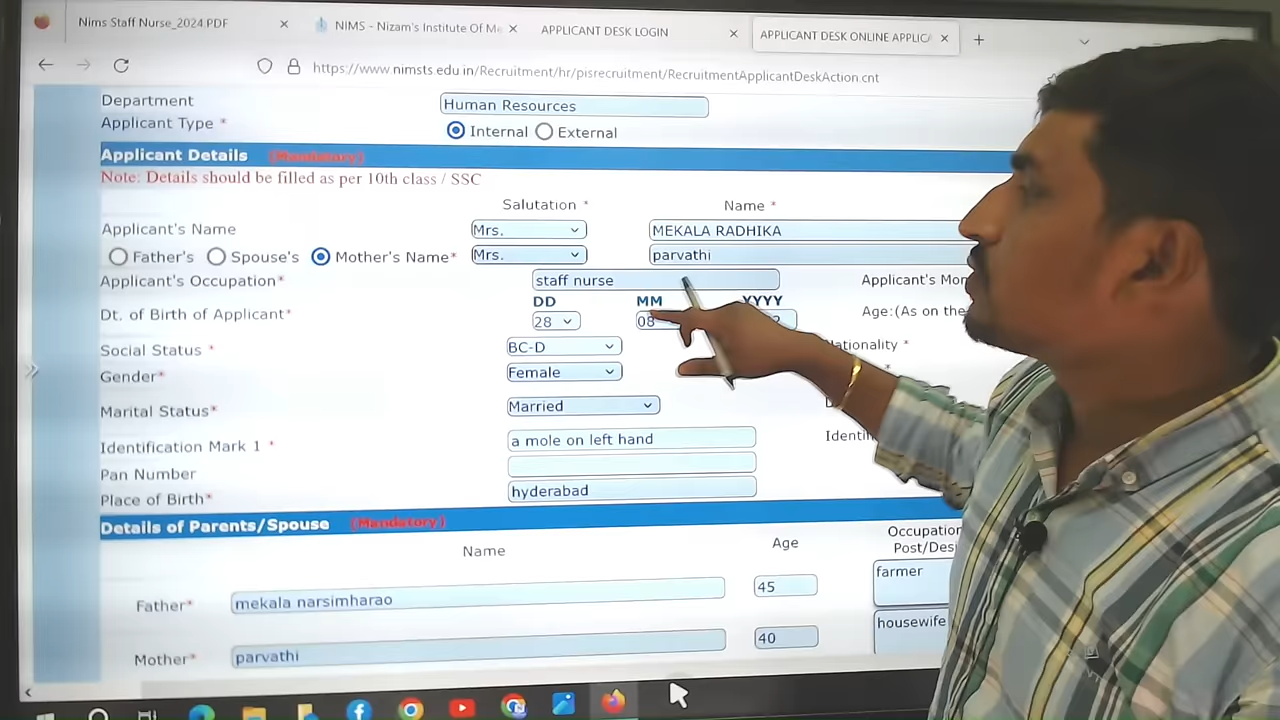 Nims Staff Nurse_2024.PDF × NIMS - Nizam's Institute Of Me × APPLICANT DESK LOGIN × APPLICANT DESK ONLINE APPLICA × +
https://www.nimsts.edu.in/Recruitment/hr/pisrecruitment/RecruitmentApplicantDeskAction.cnt
Department Human Resources
Applicant Type * Internal External
Applicant Details (Mandatory)
Note: Details should be filled as per 10th class / SSC
Salutation * Name *
Applicant's Name Mrs. MEKALA RADHIKA
Father's Spouse's Mother's Name* Mrs. parvathi
Applicant's Occupation* staff nurse Applicant's Mon
DD MM YYYY
Dt. of Birth of Applicant* 28 08 Age:(As on the
Social Status * BC-D Nationality *
Gender* Female *
Marital Status* Married
Identification Mark 1 * a mole on left hand Identi
Pan Number
Place of Birth* hyderabad
Details of Parents/Spouse (Mandatory)
Name Age Occupation
Post/Desi
Father* mekala narsimharao 45 farmer
Mother* parvathi 40 housewife